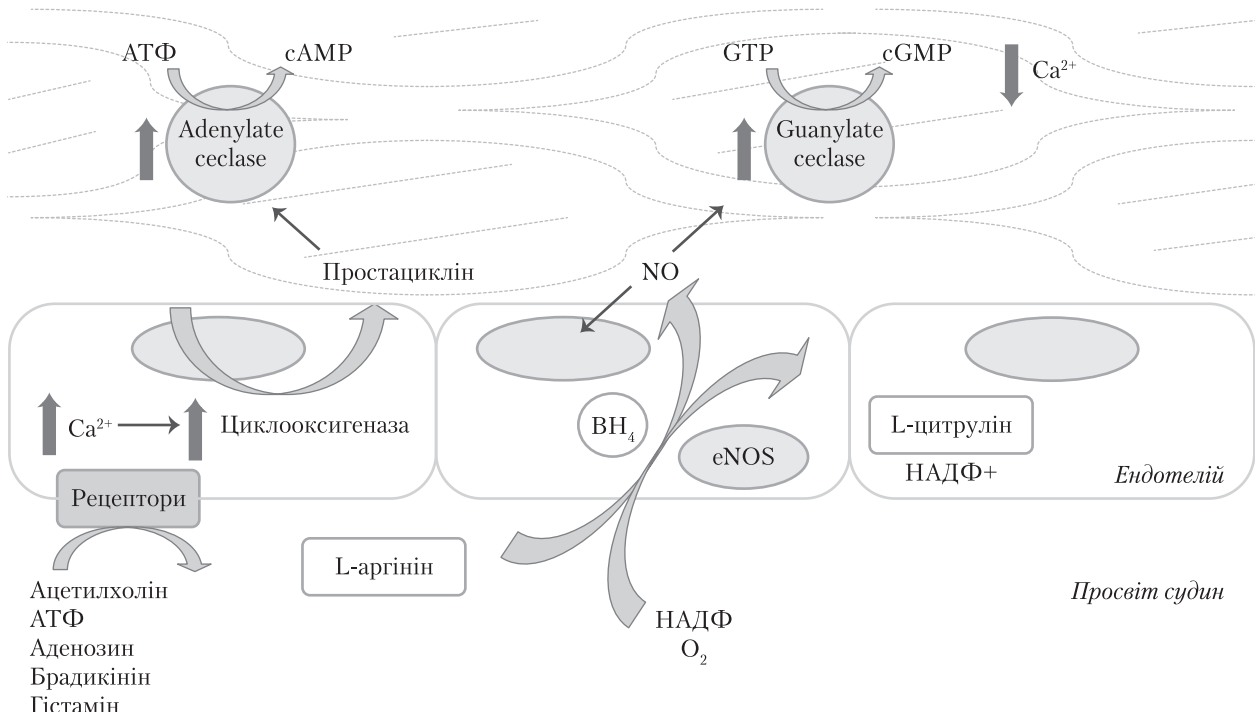 АТФ
cAMP
GTP
cGMP
Ca²⁺
Adenylate
ceclase
Guanylate
ceclase
Простациклін
NO
Ca²⁺
Циклооксигеназа
BH₄
eNOS
L-цитрулін
НАДФ+
Ендотелій
Рецептори
L-аргінін
Ацетилхолін
АТФ
Аденозин
Брадикінін
Гістамін
НАДФ
O₂
Просвіт судин